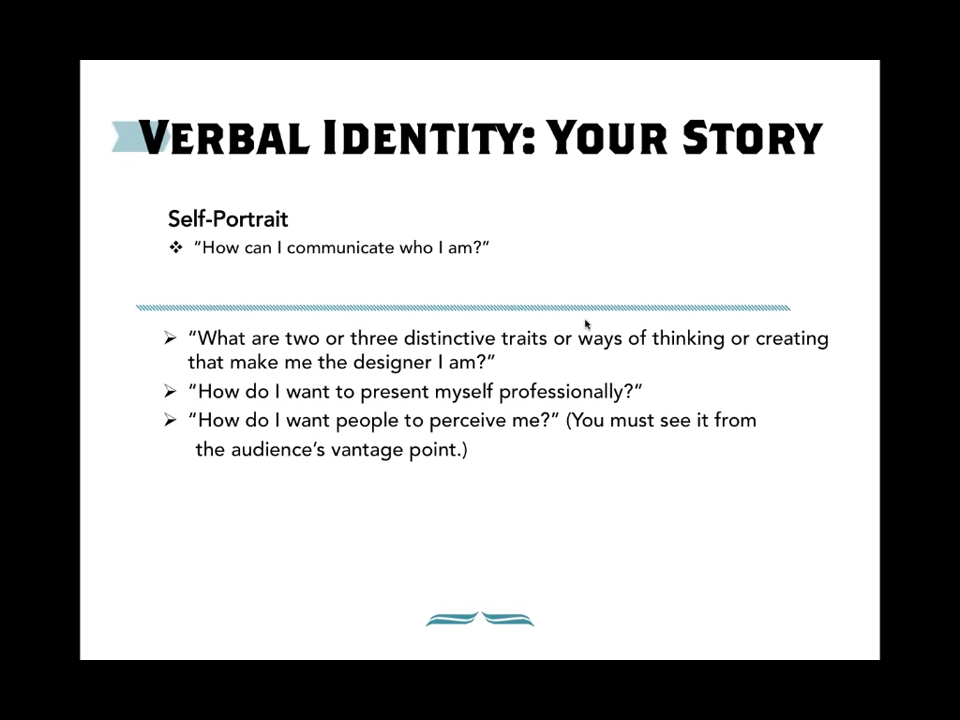 Verbal Identity: Your Story
Self-Portrait
❖ “How can I communicate who I am?”
➢ “What are two or three distinctive traits or ways of thinking or creating
that make me the designer I am?”
➢ “How do I want to present myself professionally?”
➢ “How do I want people to perceive me?” (You must see it from
the audience’s vantage point.)